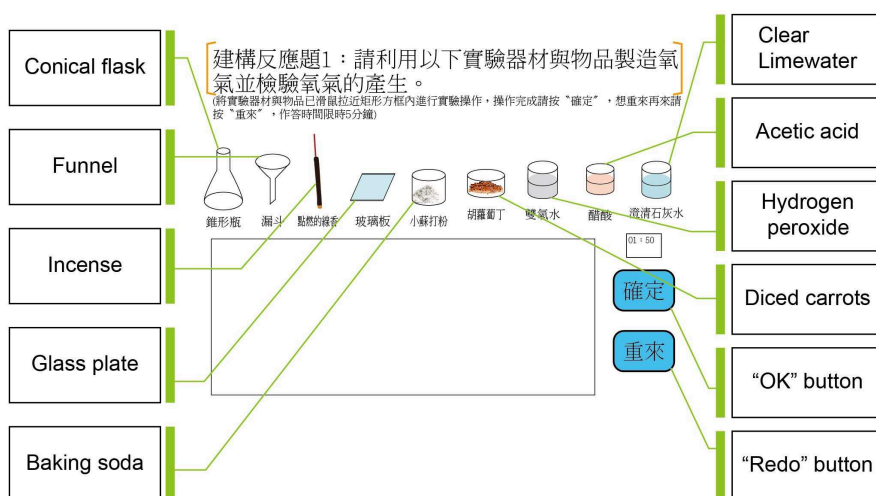 建構反應題1：請利用以下實驗器材與物品製造氧
氣並檢驗氧氣的產生。
(將實驗器材與物品已滑鼠拉近矩形方框內進行實驗操作，操作完成請按〝確定〞，想重來再來請
按〝重來〞，作答時間限時5分鐘)
Conical flask
Funnel
Incense
Glass plate
Baking soda
錐形瓶 漏斗 點燃的線香 玻璃板 小蘇打粉 胡蘿蔔丁 雙氧水 醋酸 澄清石灰水
01：50
確定
重來
Clear
Limewater
Acetic acid
Hydrogen
peroxide
Diced carrots
“OK” button
“Redo” button